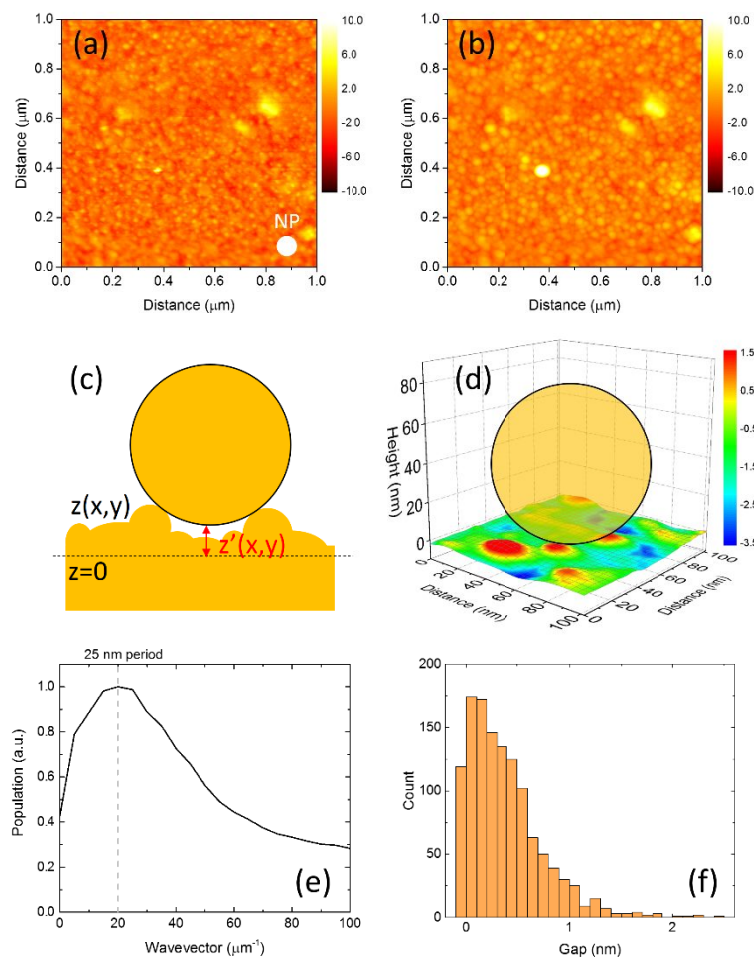 (a)
1.0
0.8
0.6
0.4
0.2
0.0
Distance (μm)
0.0 0.2 0.4 0.6 0.8 1.0
Distance (μm)
NP
10.0
6.0
2.0
-2.0
-6.0
-10.0
(b)
1.0
0.8
0.6
0.4
0.2
0.0
Distance (μm)
0.0 0.2 0.4 0.6 0.8 1.0
Distance (μm)
10.0
6.0
2.0
-2.0
-6.0
-10.0
(c)
z(x,y)
z'(x,y)
z=0
(d)
80
60
40
20
0
Height (nm)
0 20 40 60 80 100
Distance (nm)
0 20 40 60 80 100
Distance (nm)
1.5
0.5
-0.5
-1.5
-2.5
-3.5
25 nm period
1.0
0.8
0.6
0.4
0.2
0.0
Population (a.u.)
0 20 40 60 80 100
Wavevector (μm⁻¹)
(e)
200
150
100
50
0
Count
0 1 2
Gap (nm)
(f)